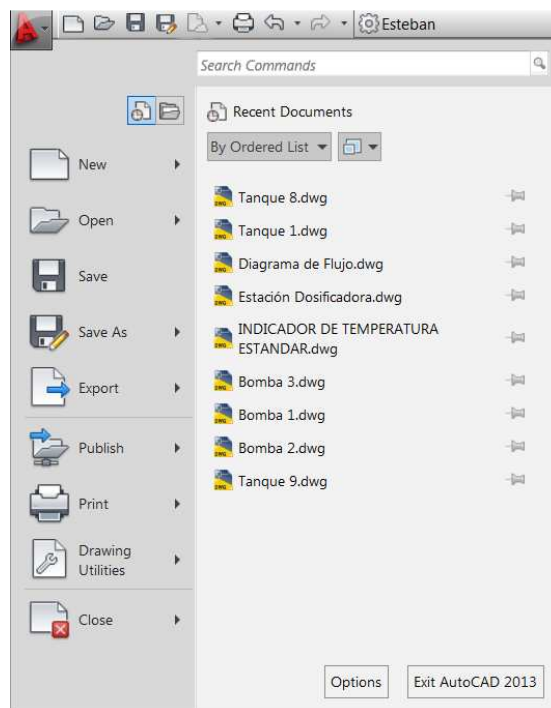 Esteban
Search Commands
Recent Documents
By Ordered List
New
Open
Save
Save As
Export
Publish
Print
Drawing
Utilities
Close
Tanque 8.dwg
Tanque 1.dwg
Diagrama de Flujo.dwg
Estación Dosificadora.dwg
INDICADOR DE TEMPERATURA
ESTANDAR.dwg
Bomba 3.dwg
Bomba 1.dwg
Bomba 2.dwg
Tanque 9.dwg
Options
Exit AutoCAD 2013